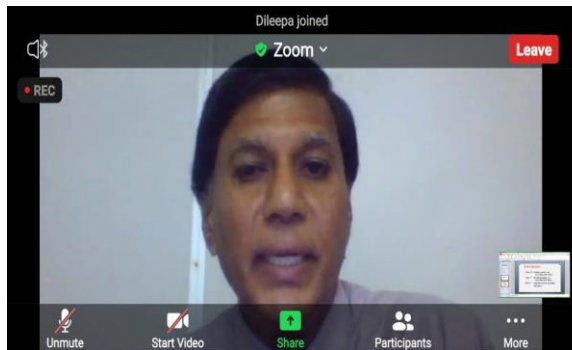 Dileepa joined
Zoom
Leave
REC
Unmute
Start Video
Share
Participants
More